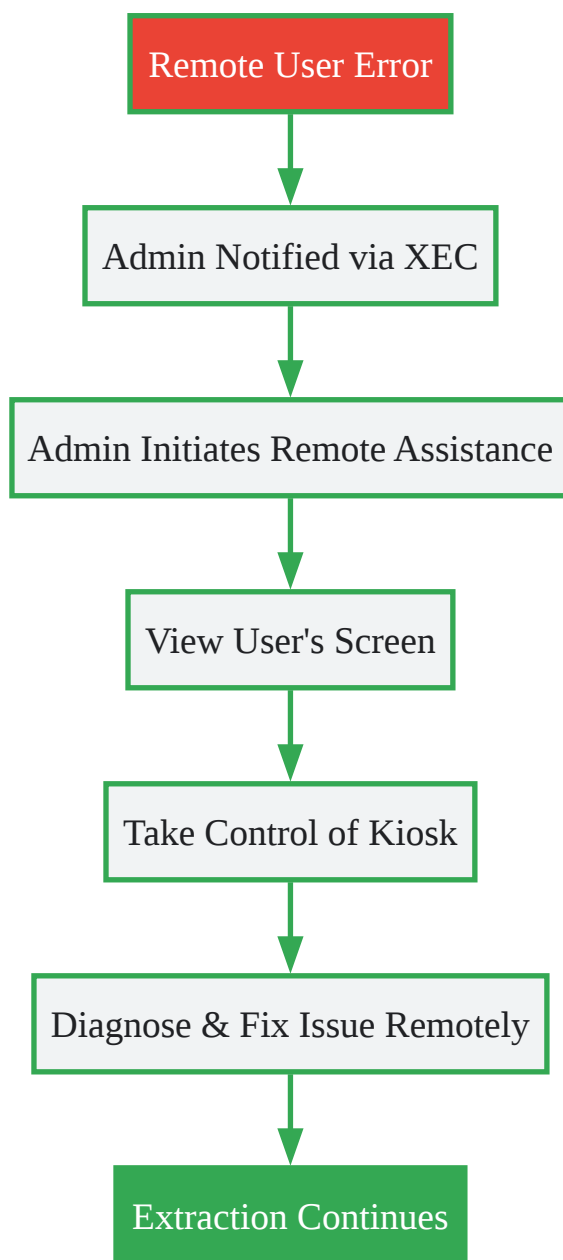 Remote User Error
Admin Notified via XEC
Admin Initiates Remote Assistance
View User's Screen
Take Control of Kiosk
Diagnose & Fix Issue Remotely
Extraction Continues